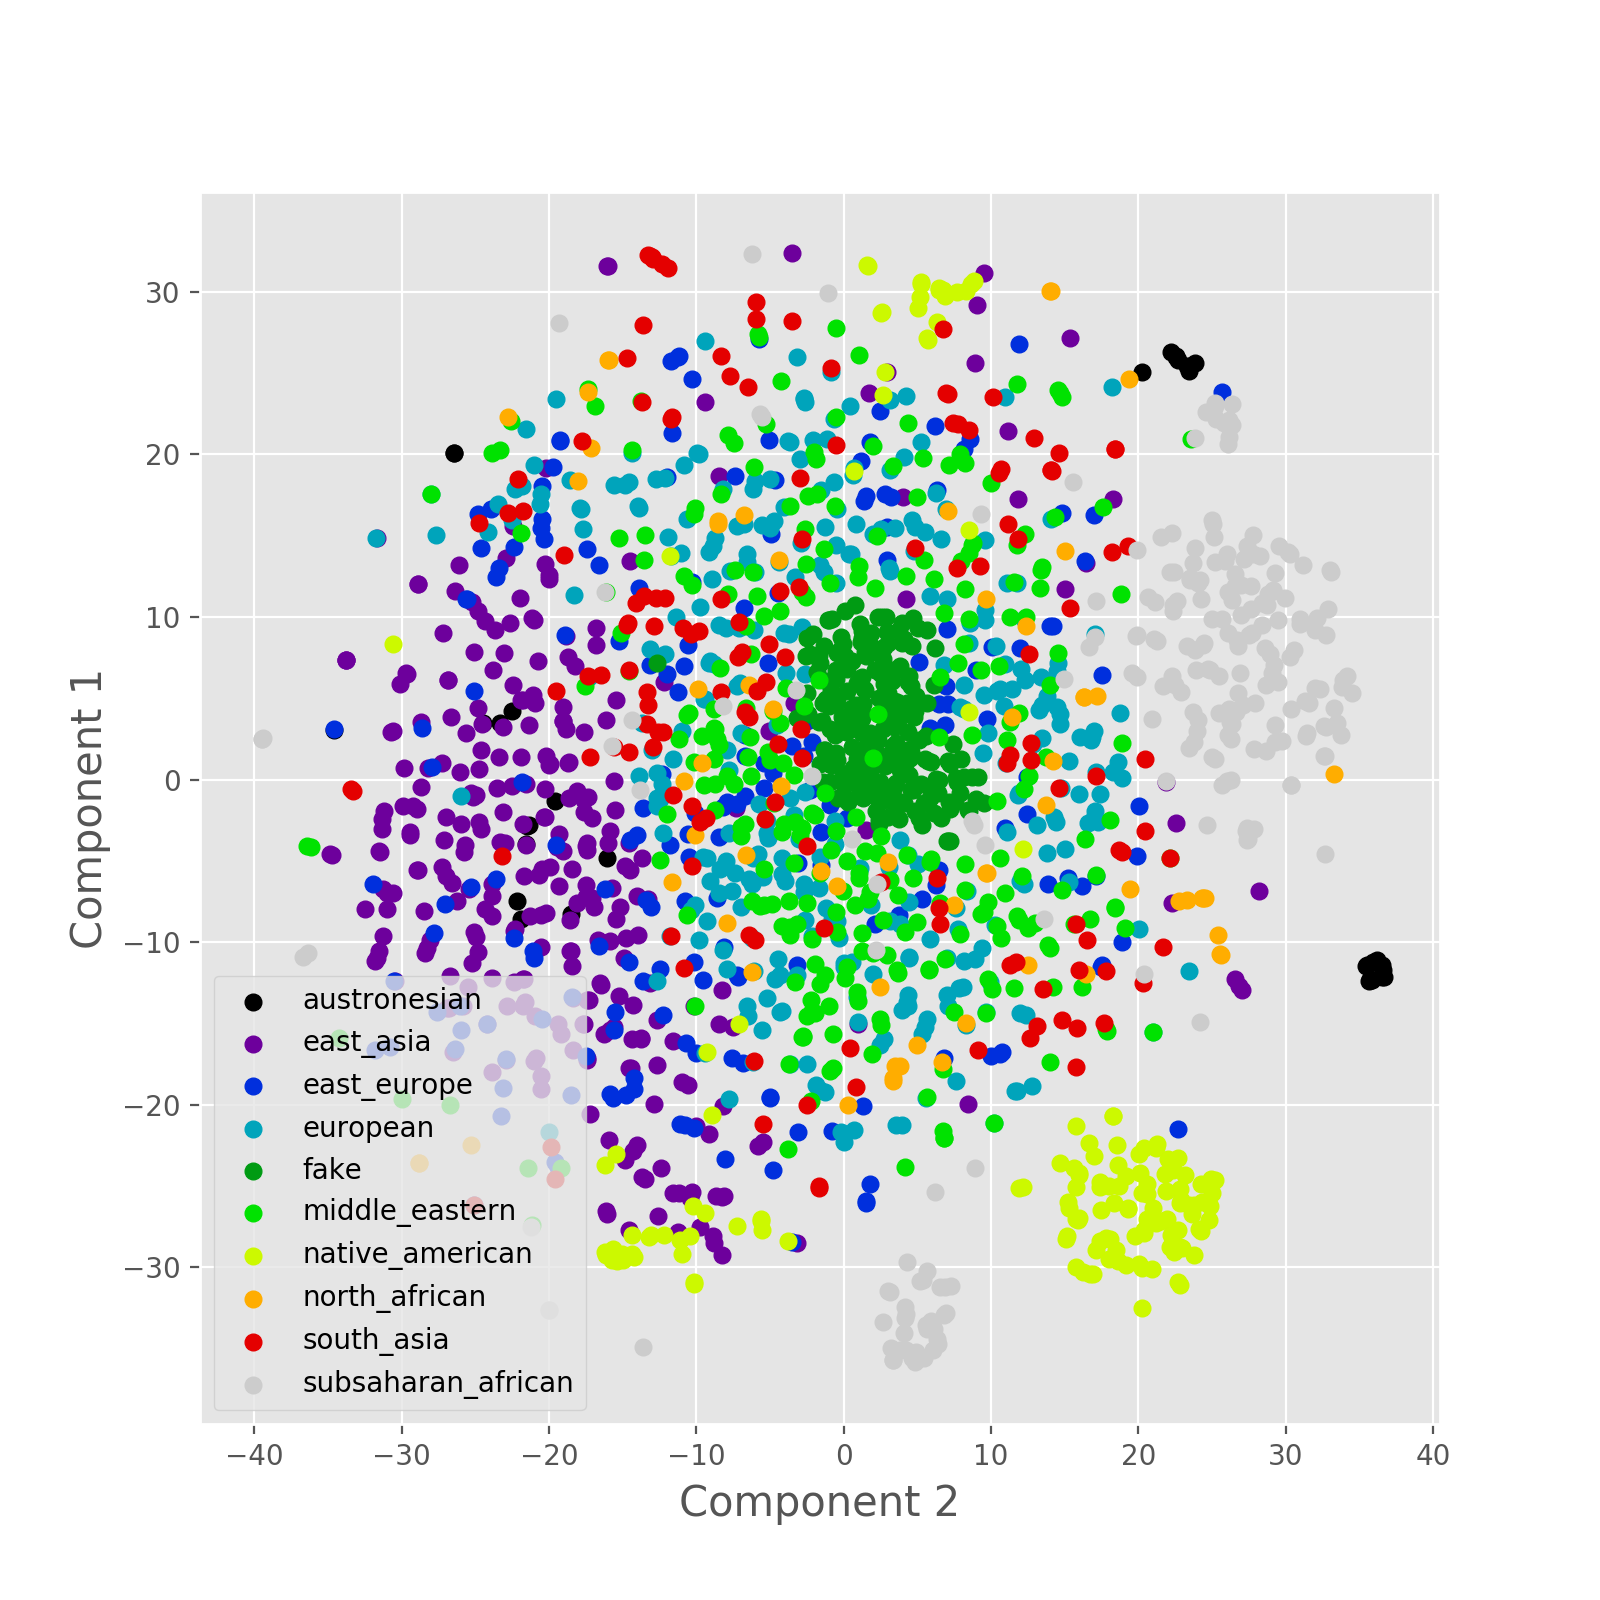 30
20
10
0
−10
−20
−30
Component 1
austronesian
east_asia
east_europe
european
fake
middle_eastern
native_american
north_african
south_asia
subsaharan_african
−40
−30
−20
−10
0
10
20
30
40
Component 2